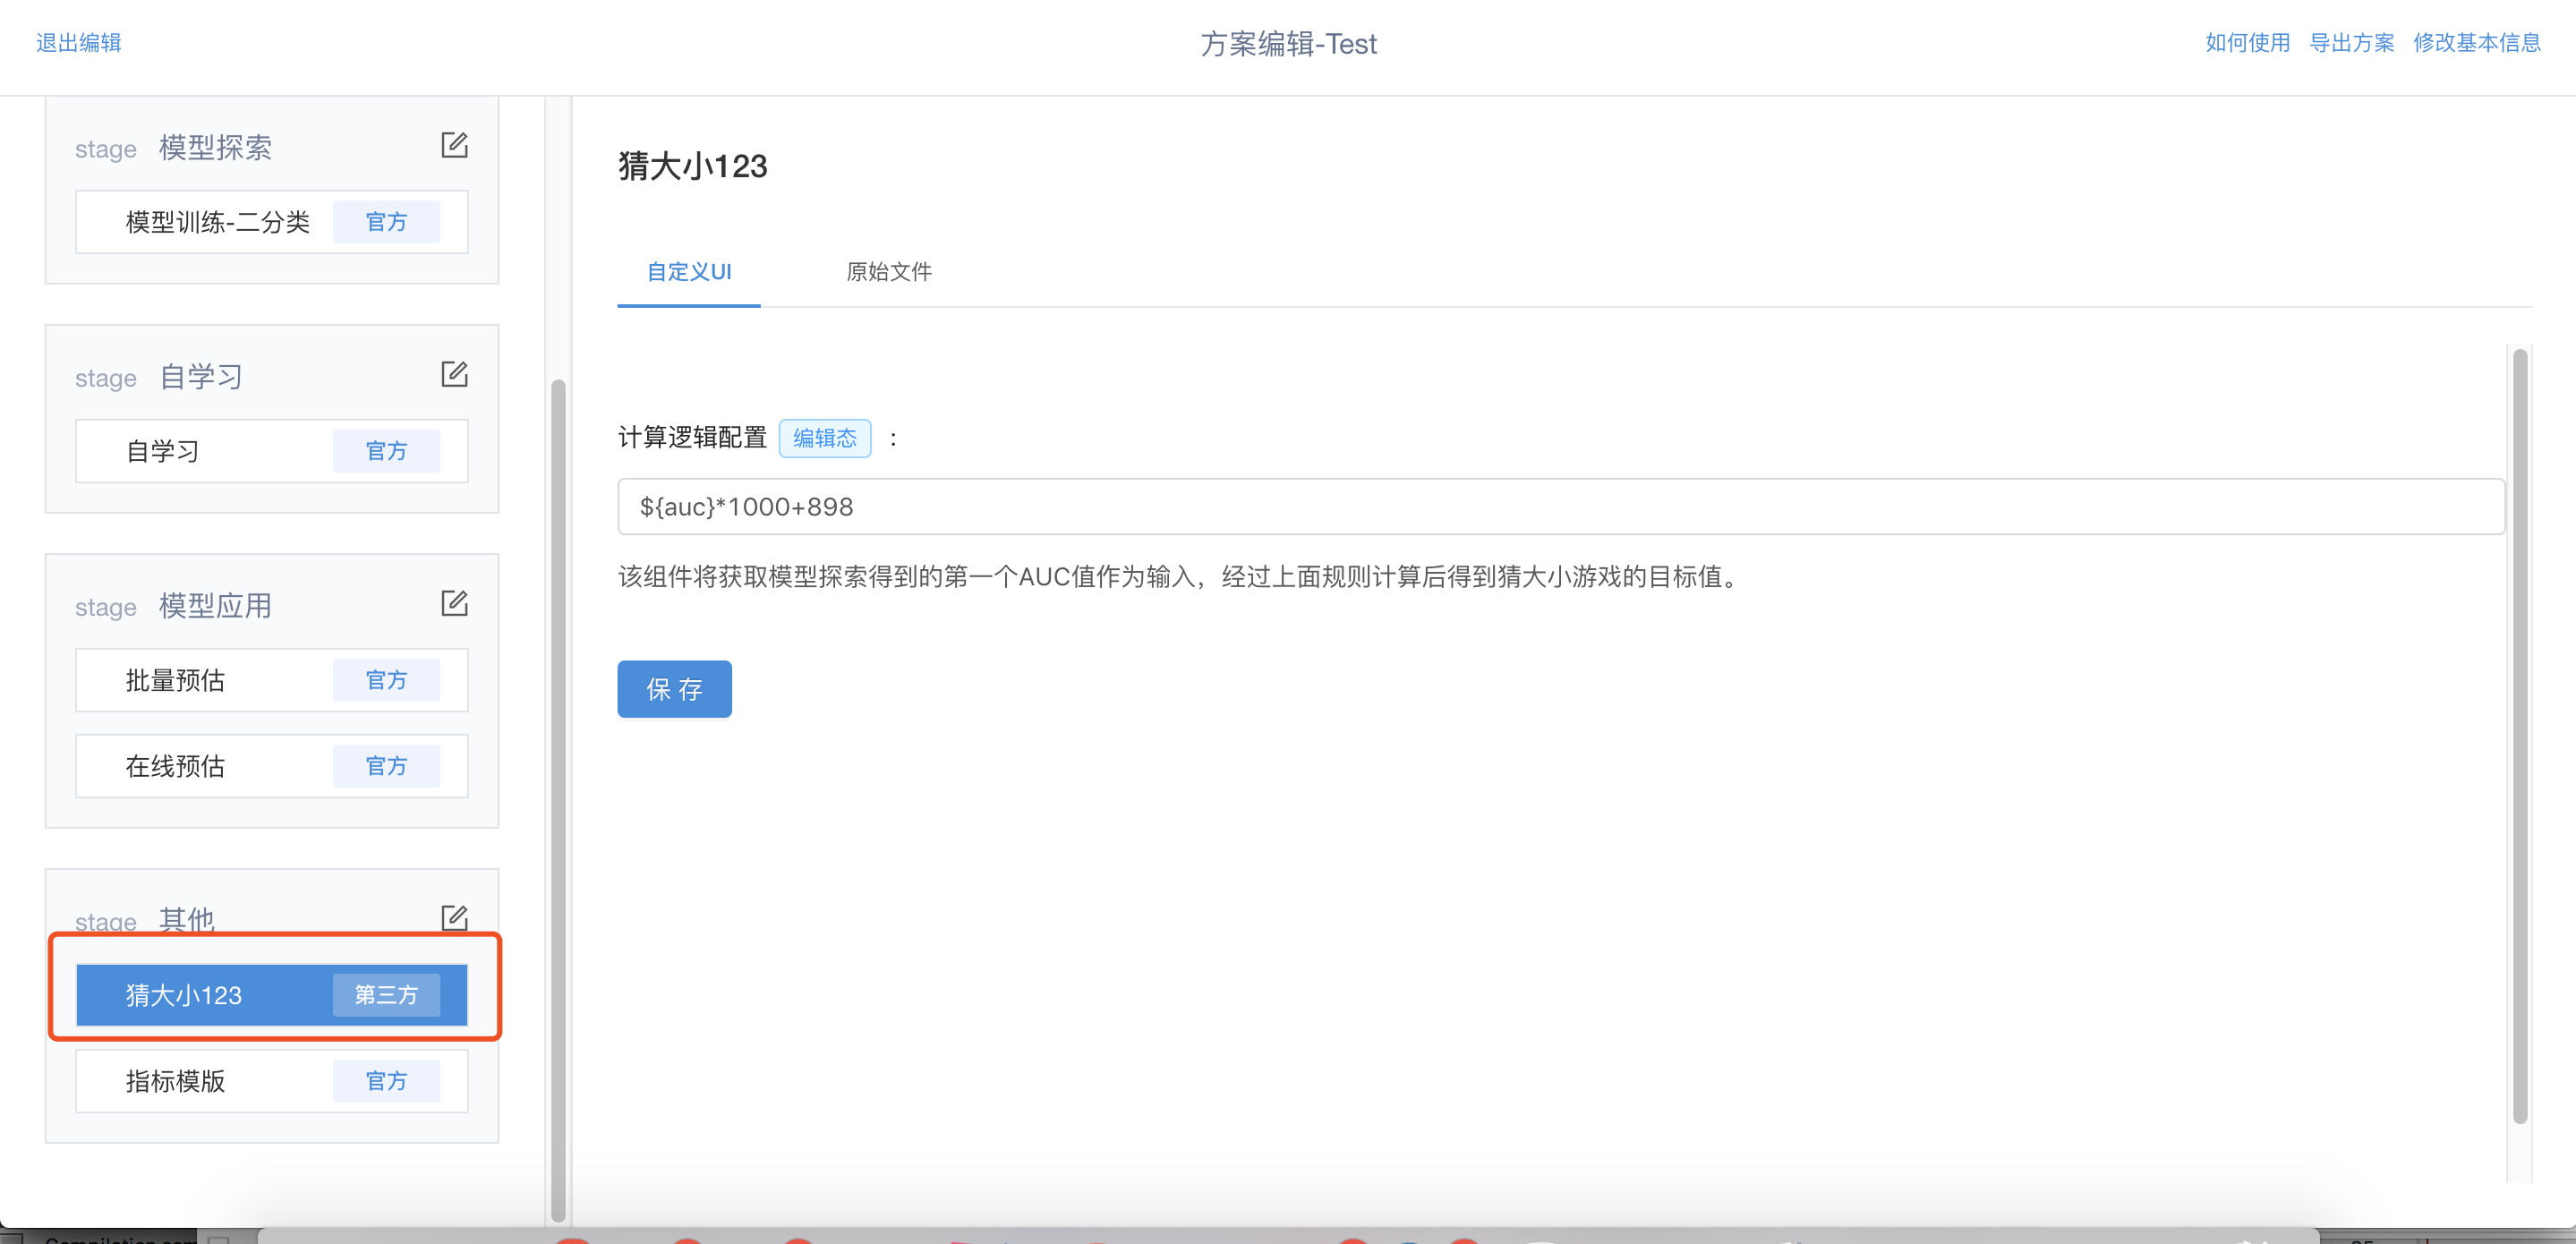 退出编辑
方案编辑-Test
如何使用 导出方案 修改基本信息
stage 模型探索
模型训练-二分类 官方
stage 自学习
自学习 官方
stage 模型应用
批量预估 官方
在线预估 官方
stage 其他
猜大小123 第三方
指标模版 官方
猜大小123
自定义UI 原始文件
计算逻辑配置 编辑态 :
${auc}*1000+898
该组件将获取模型探索得到的第一个AUC值作为输入，经过上面规则计算后得到猜大小游戏的目标值。
保 存